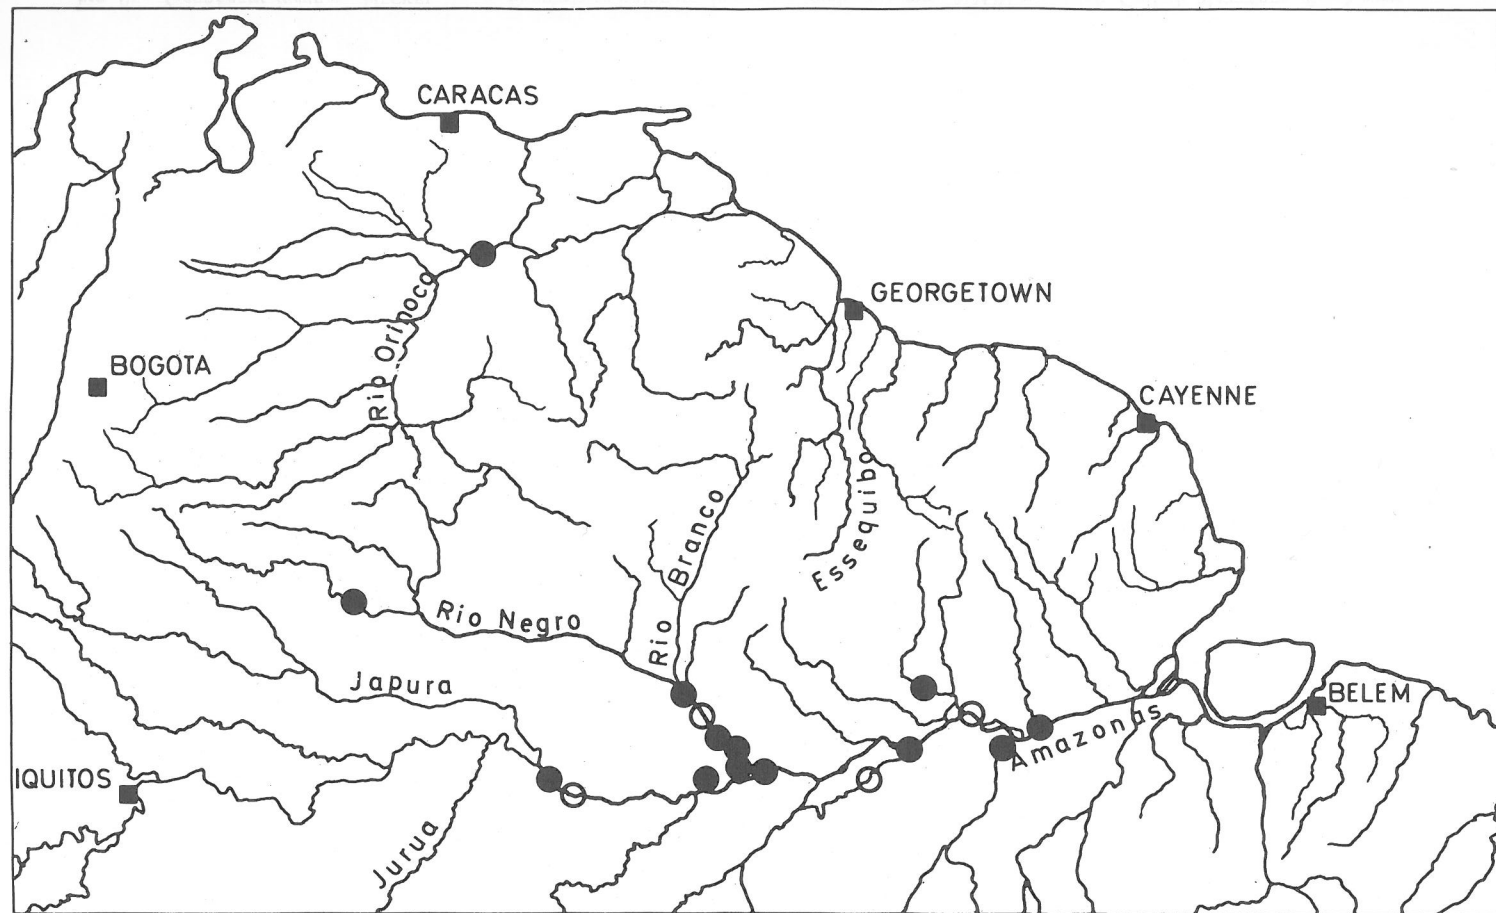 CARACAS
GEORGETOWN
Rio Orinoco
BOGOTA
CAYENNE
Essequibo
Rio Branco
Rio Negro
Japura
BELEM
Amazonas
IQUITOS
Jurua